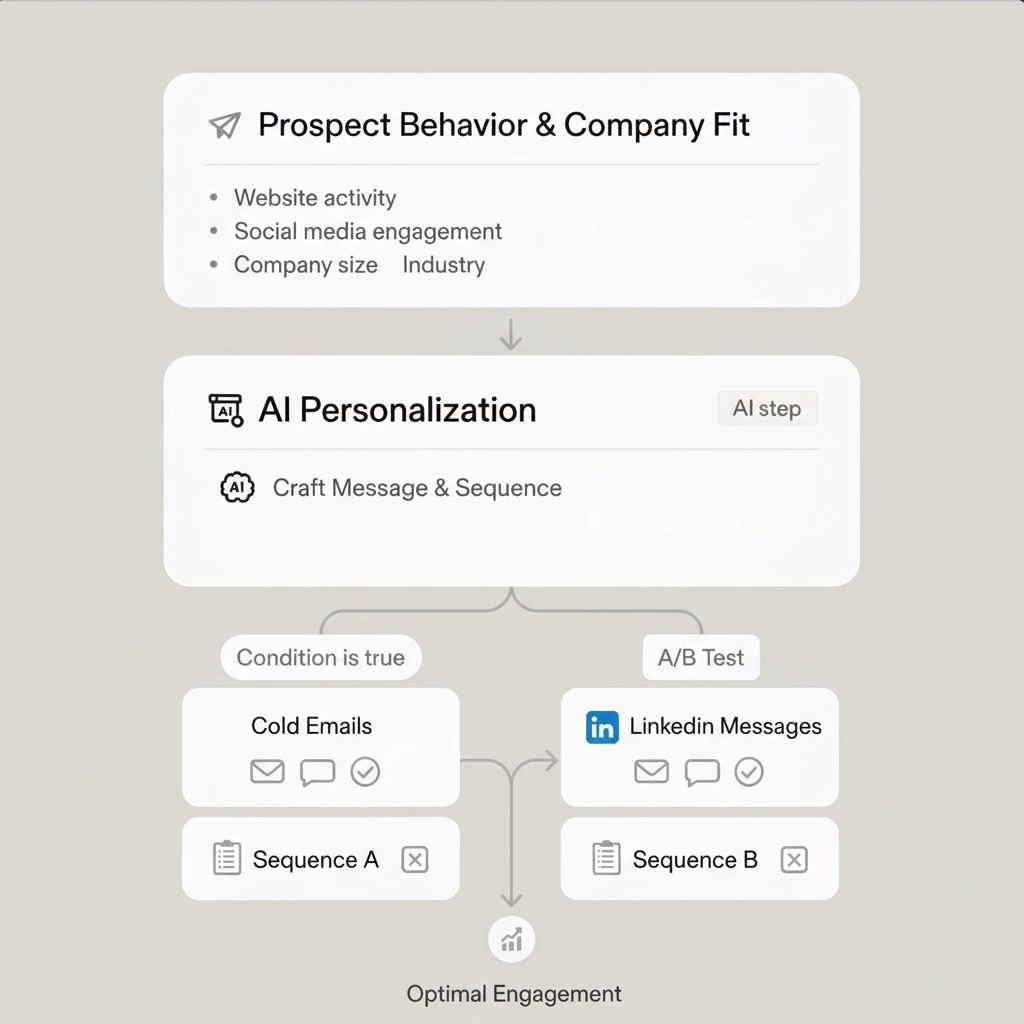 Prospect Behavior & Company Fit
• Website activity
• Social media engagement
• Company size Industry
AI
AI Personalization
AI step
AI
Craft Message & Sequence
Condition is true
A/B Test
Cold Emails
in Linkedin Messages
Sequence A
Sequence B
Optimal Engagement